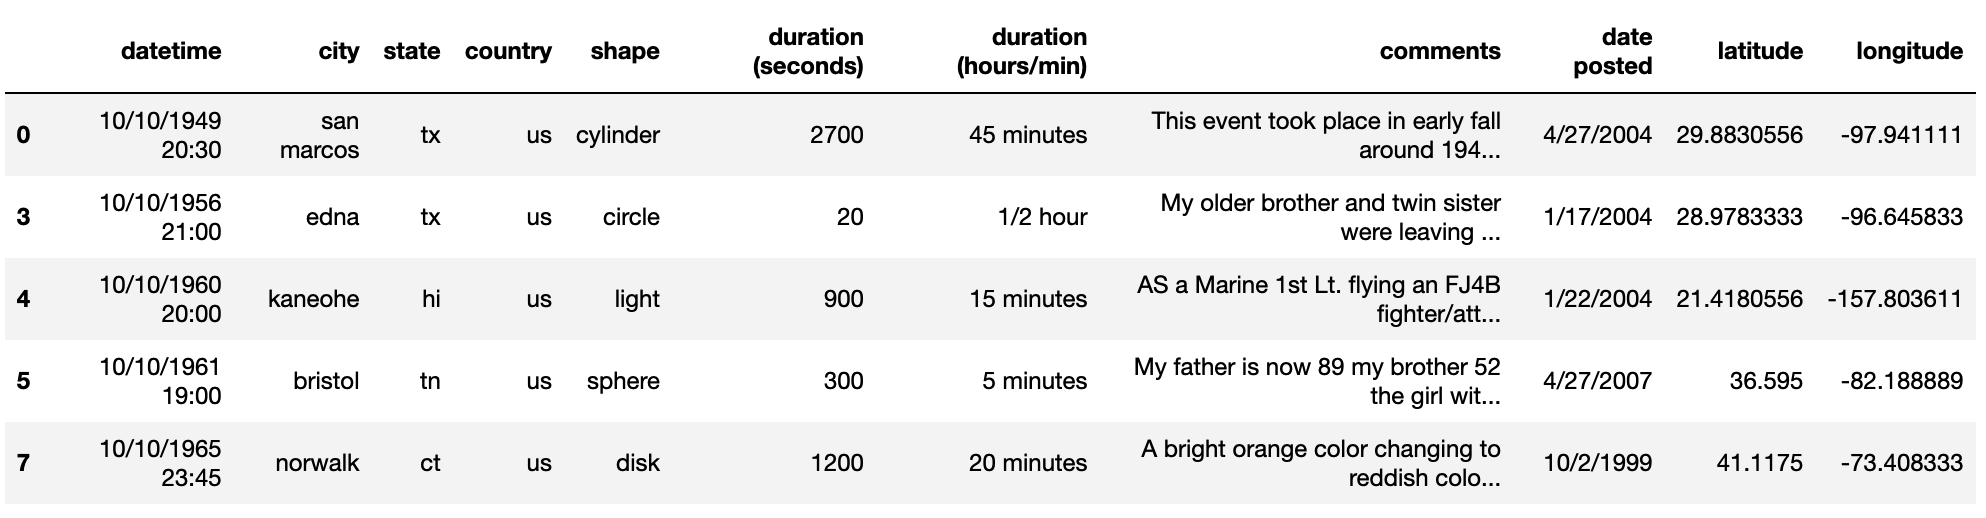 datetime city state country shape duration (seconds) duration (hours/min) comments date posted latitude longitude
0 10/10/1949 20:30 san marcos tx us cylinder 2700 45 minutes This event took place in early fall around 194... 4/27/2004 29.8830556 -97.941111
3 10/10/1956 21:00 edna tx us circle 20 1/2 hour My older brother and twin sister were leaving ... 1/17/2004 28.9783333 -96.645833
4 10/10/1960 20:00 kaneohe hi us light 900 15 minutes AS a Marine 1st Lt. flying an FJ4B fighter/att... 1/22/2004 21.4180556 -157.803611
5 10/10/1961 19:00 bristol tn us sphere 300 5 minutes My father is now 89 my brother 52 the girl wit... 4/27/2007 36.595 -82.188889
7 10/10/1965 23:45 norwalk ct us disk 1200 20 minutes A bright orange color changing to reddish colo... 10/2/1999 41.1175 -73.408333